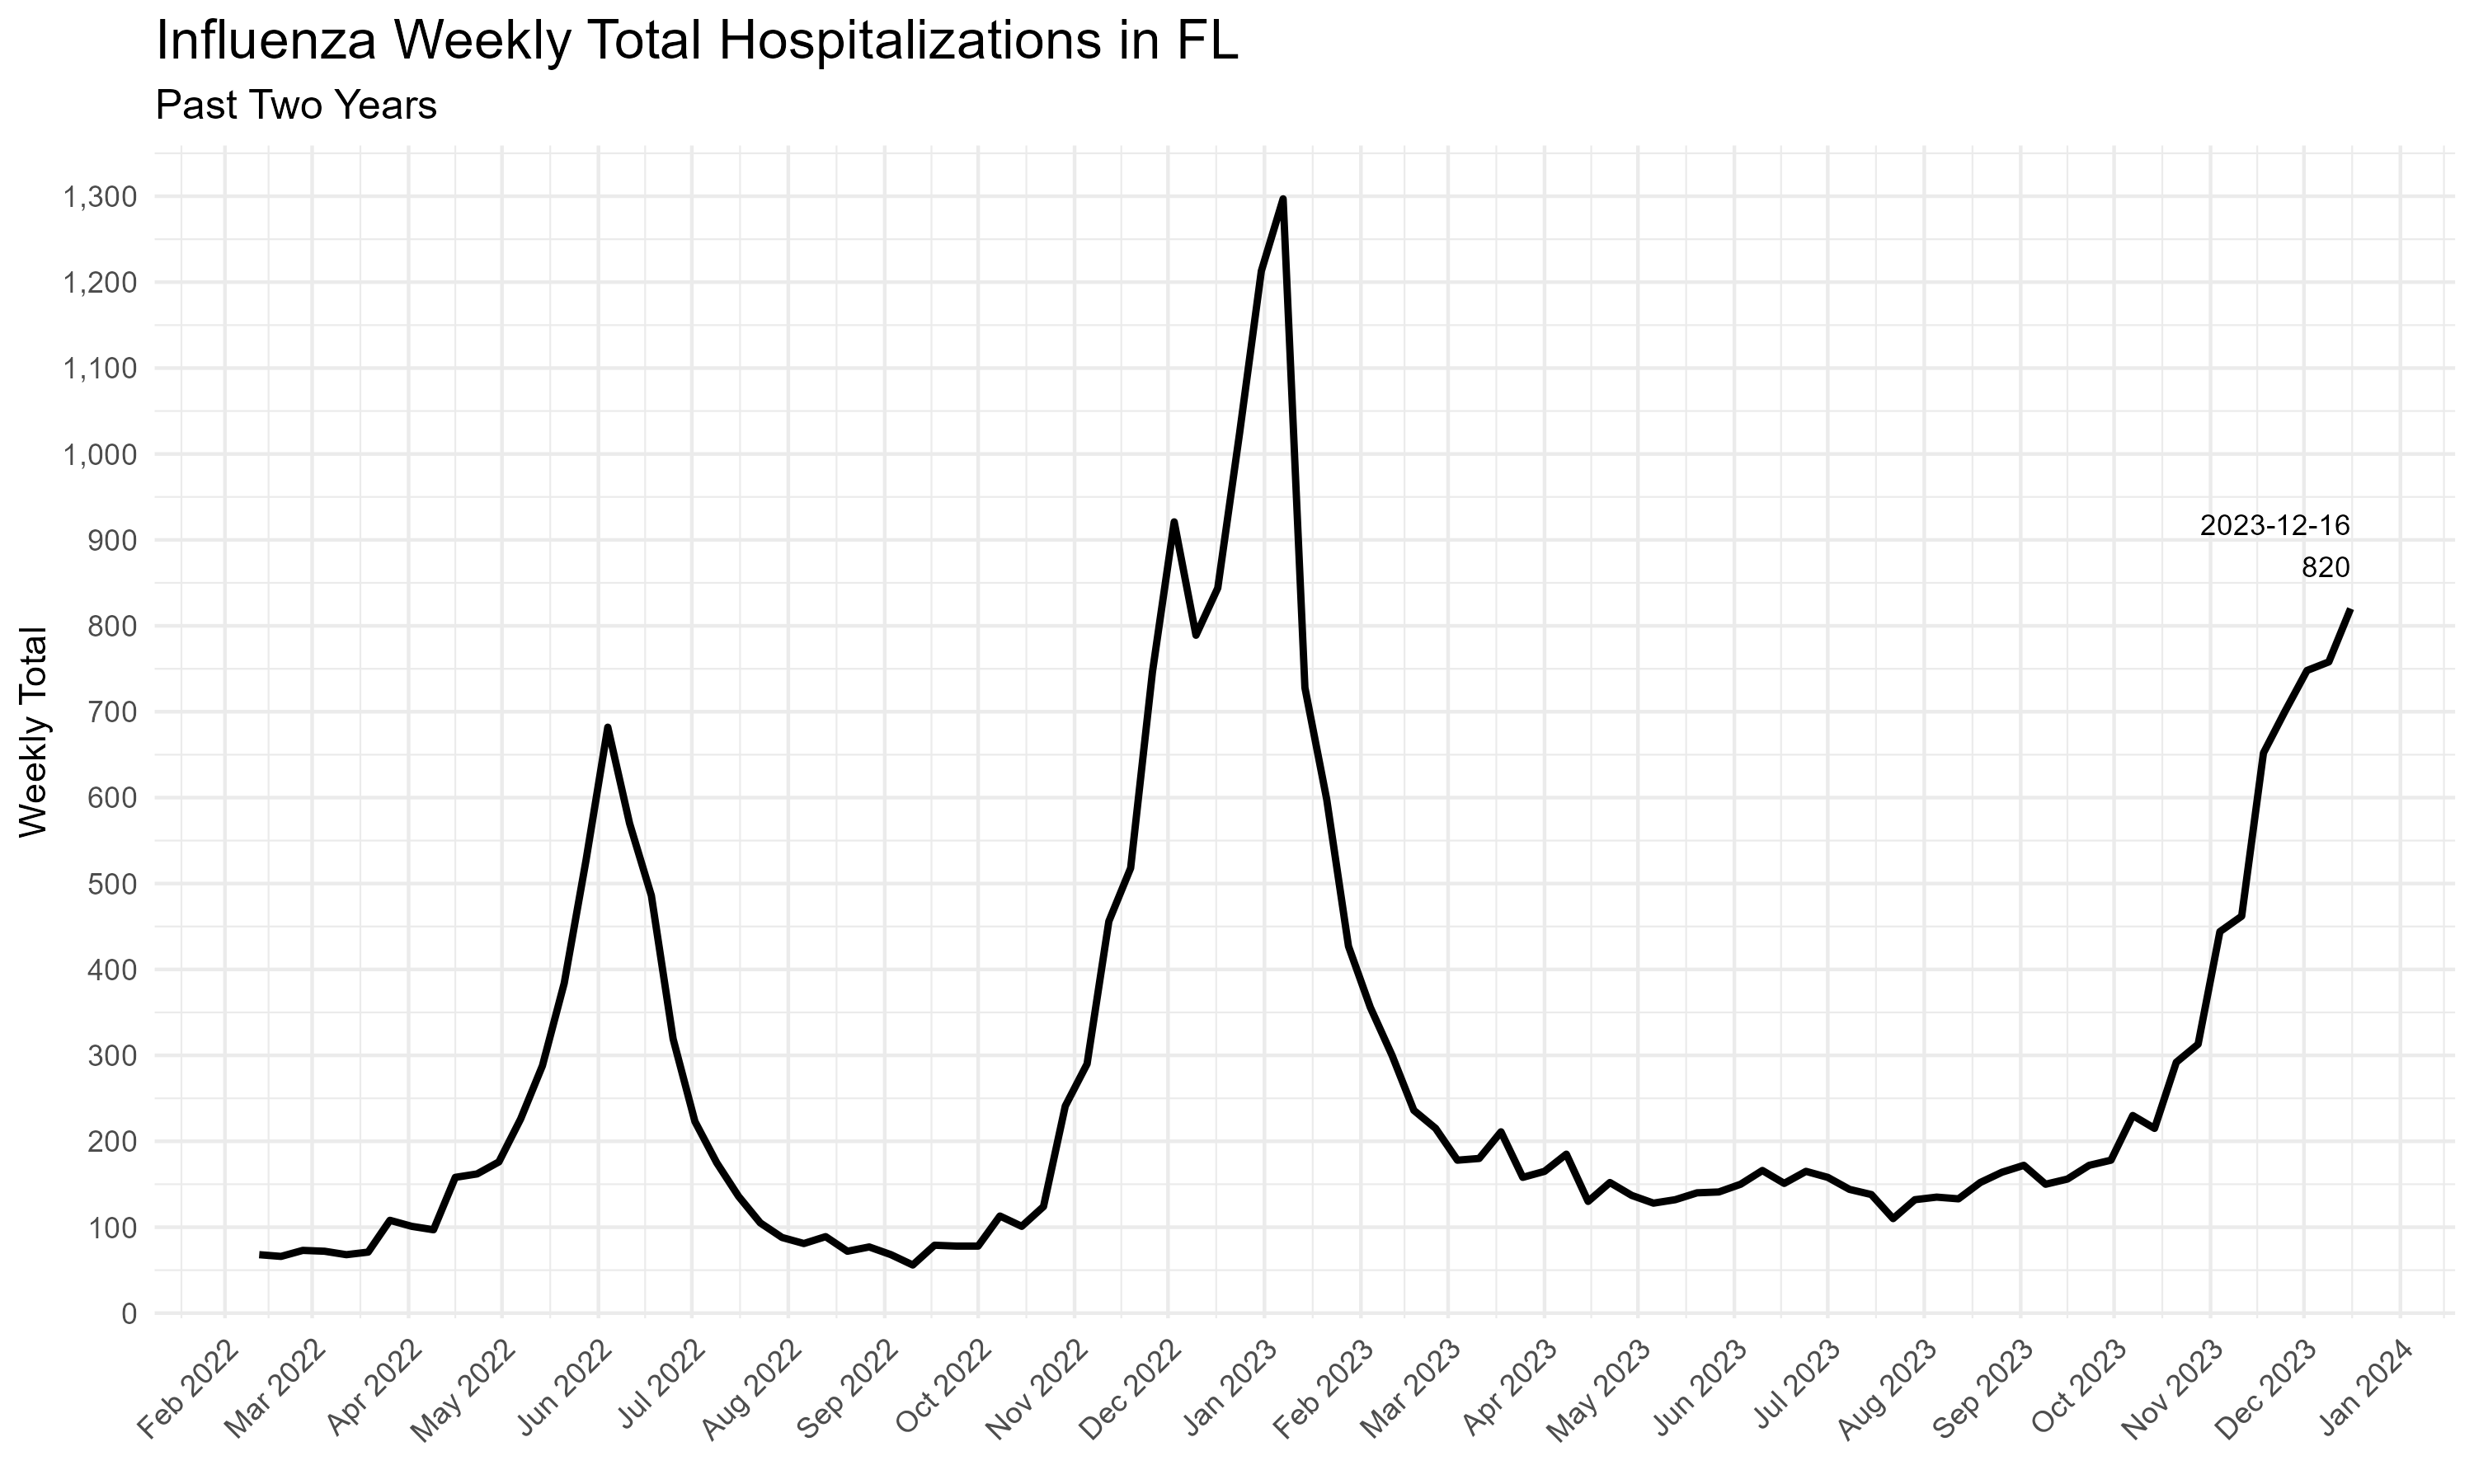 Influenza Weekly Total Hospitalizations in FL
Past Two Years
1,300
1,200
1,100
1,000
900
800
700
600
500
400
300
200
100
0
Weekly Total
2023-12-16
820
Feb 2022
Mar 2022
Apr 2022
May 2022
Jun 2022
Jul 2022
Aug 2022
Sep 2022
Oct 2022
Nov 2022
Dec 2022
Jan 2023
Feb 2023
Mar 2023
Apr 2023
May 2023
Jun 2023
Jul 2023
Aug 2023
Sep 2023
Oct 2023
Nov 2023
Dec 2023
Jan 2024